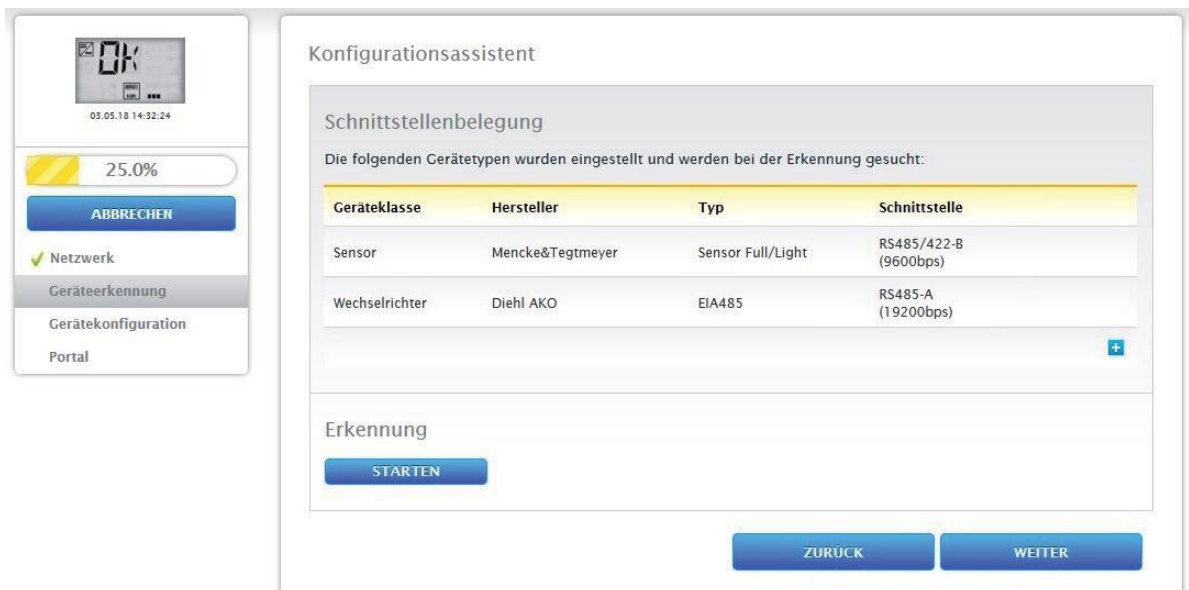 OK
03.05.18 14:32:24
25.0%
ABBRECHEN
Netzwerk
Geräteerkennung
Gerätekonfiguration
Portal
Konfigurationsassistent
Schnittstellenbelegung
Die folgenden Gerätetypen wurden eingestellt und werden bei der Erkennung gesucht:
Geräteklasse Hersteller Typ Schnittstelle
Sensor Mencke&Tegtmeyer Sensor Full/Light RS485/422-B
(9600bps)
Wechselrichter Diehl AKO EIA485 RS485-A
(19200bps)
Erkennung
STARTEN
ZURÜCK WEITER